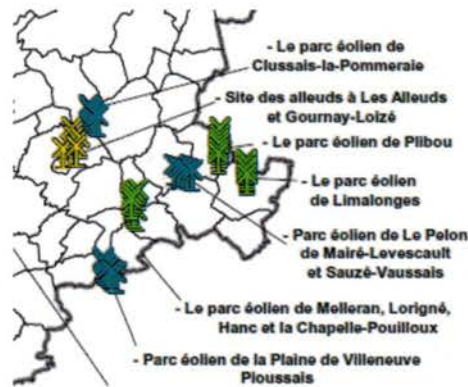 - Le parc éolien de
Clussais-la-Pommeraie
- Site des alleuds à Les Alleuds
et Gournay-Loizé
- Le parc éolien de Plibou
- Le parc éolien
de Limalonges
- Parc éolien de Le Pelon
de Mairé-Levescault
et Sauzé-Vaussais
- Le parc éolien de Melleran, Lorigné,
Hanc et la Chapelle-Pouilloux
- Parc éolien de la Plaine de Villeneuve
Pioussais